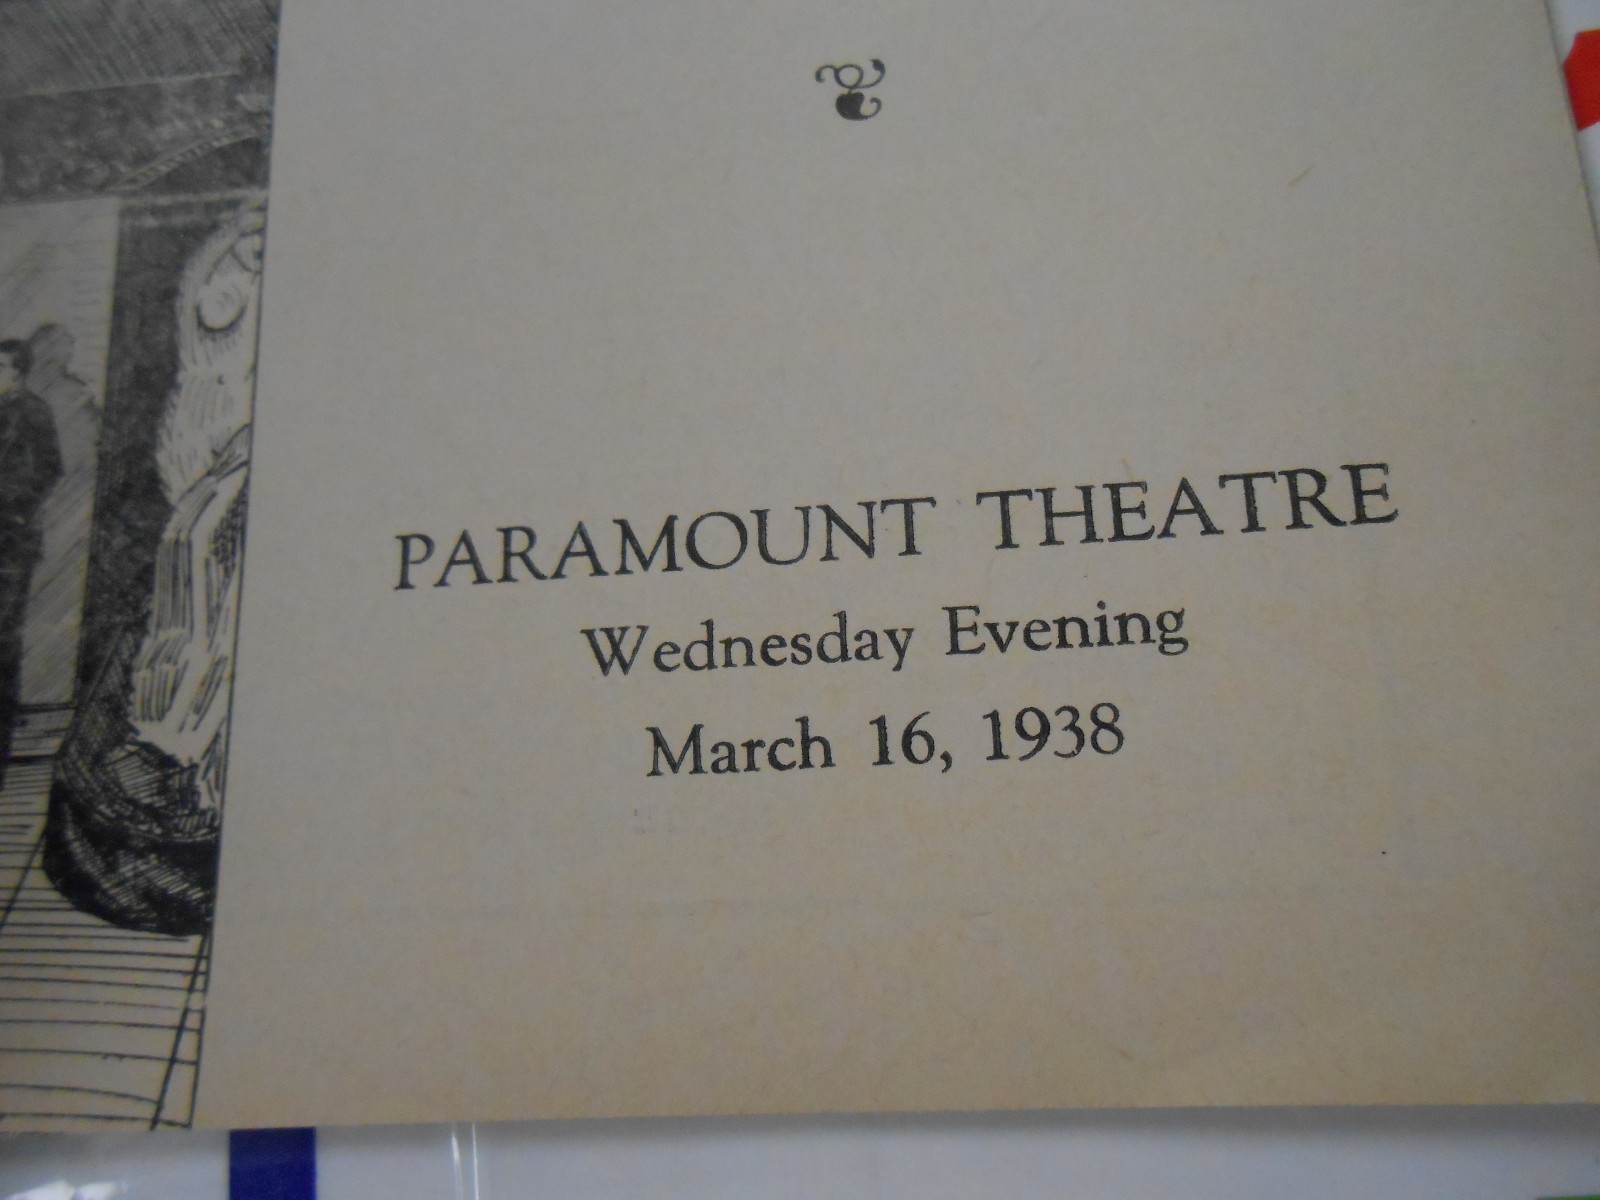 PARAMOUNT THEATRE
Wednesday Evening
March 16, 1938